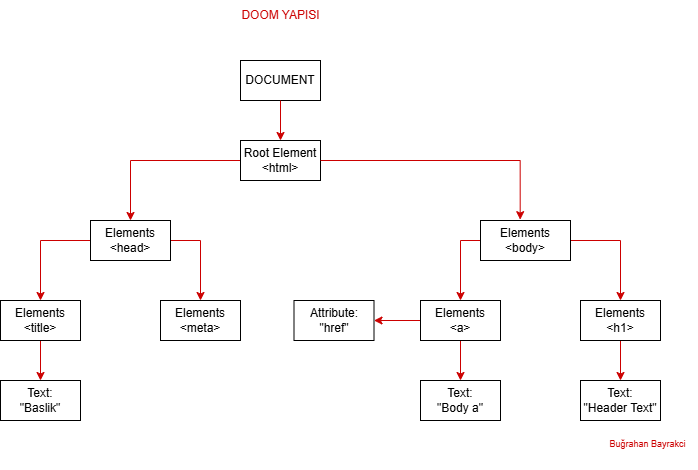 DOOM YAPISI
DOCUMENT
Root Element
<html>
Elements
<head>
Elements
<body>
Elements
<title>
Elements
<meta>
Attribute:
"href"
Elements
<a>
Elements
<h1>
Text:
"Baslik"
Text:
"Body a"
Text:
"Header Text"
Buğrahan Bayrakci